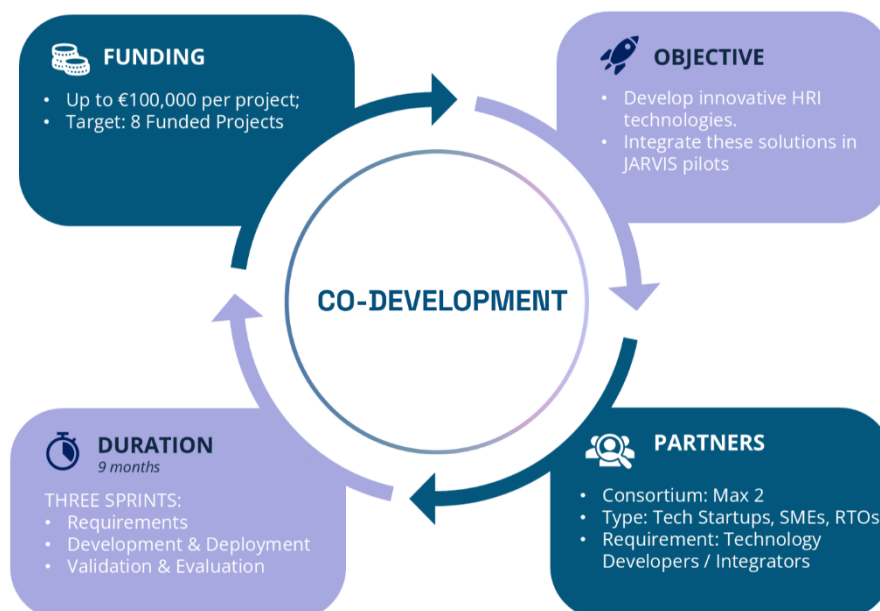 FUNDING
• Up to €100,000 per project;
• Target: 8 Funded Projects
OBJECTIVE
• Develop innovative HRI
technologies.
• Integrate these solutions in
JARVIS pilots
CO-DEVELOPMENT
DURATION
9 months
THREE SPRINTS:
• Requirements
• Development & Deployment
• Validation & Evaluation
PARTNERS
• Consortium: Max 2
• Type: Tech Startups, SMEs, RTOs
• Requirement: Technology
Developers / Integrators